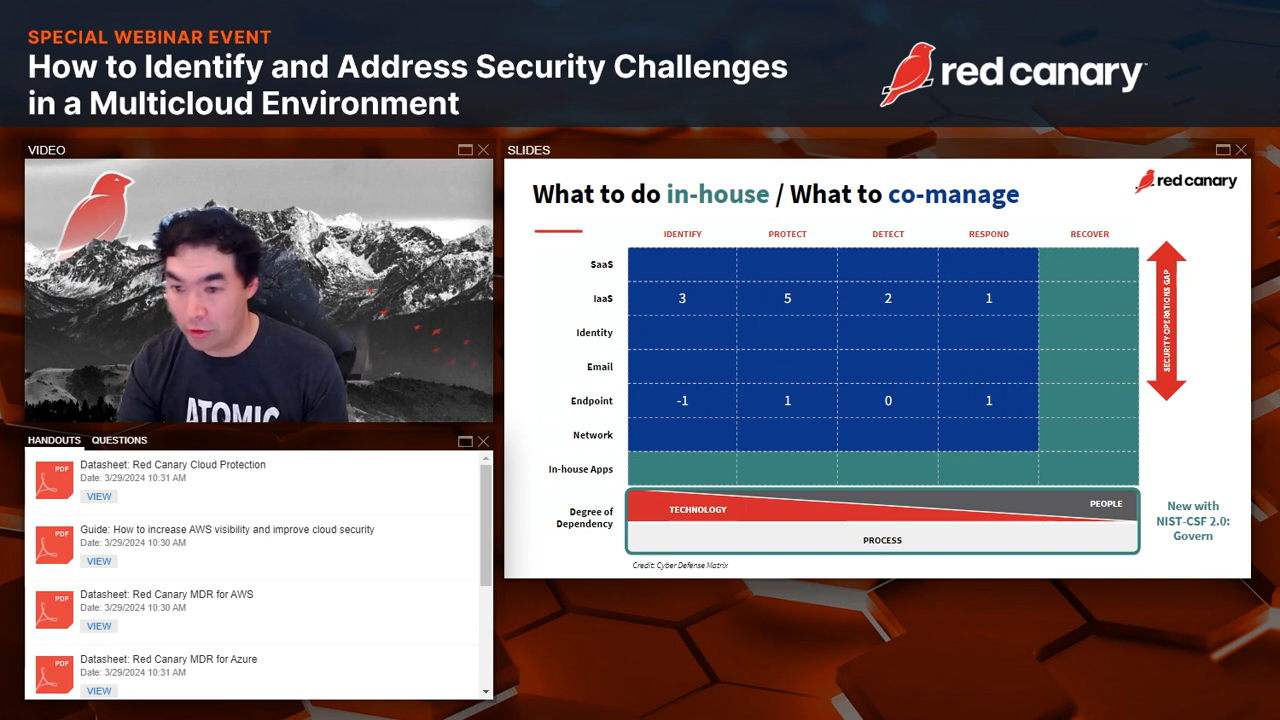 SPECIAL WEBINAR EVENT
How to Identify and Address Security Challenges
in a Multicloud Environment
red canary
VIDEO
ATOMIC
HANDOUTS QUESTIONS
PDF
Datasheet: Red Canary Cloud Protection
Date: 3/29/2024 10:31 AM
VIEW
PDF
Guide: How to increase AWS visibility and improve cloud security
Date: 3/29/2024 10:30 AM
VIEW
PDF
Datasheet: Red Canary MDR for AWS
Date: 3/29/2024 10:30 AM
VIEW
PDF
Datasheet: Red Canary MDR for Azure
Date: 3/29/2024 10:31 AM
VIEW
SLIDES
red canary
What to do in-house / What to co-manage
IDENTIFY PROTECT DETECT RESPOND RECOVER
$aa$
Iaa$ 3 5 2 1
Identity
Email
Endpoint -1 1 0 1
Network
In-house Apps
SECURITY OPERATIONS GAP
Degree of
Dependency
TECHNOLOGY
PEOPLE
PROCESS
New with
NIST-CSF 2.0:
Govern
Credit: Cyber Defense Matrix